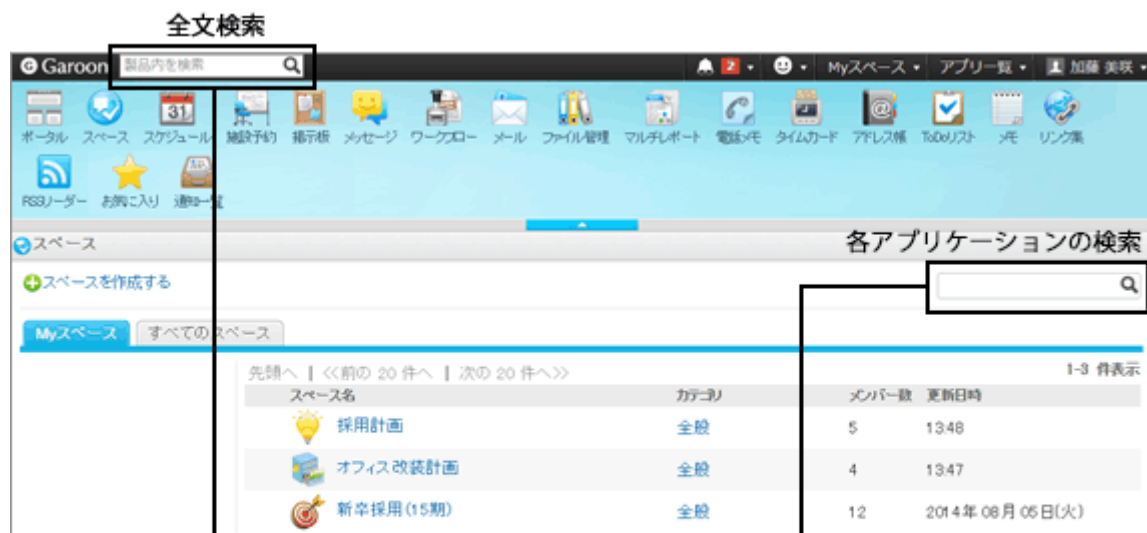 全文検索
Garoon 製品内を検索 2 Myスペース アプリ一覧 加藤 美咲
31
ポータル スペース スケジュール 施設予約 掲示板 メッセージ ワークフロー メール ファイル管理 マルチレポート 電話メモ タイムカード アドレス帳 ToDoリスト メモ リンク集
RSSリーダー お気に入り 通知一覧
スペース
各アプリケーションの検索
スペースを作成する
Myスペース すべてのスペース
先頭へ | <<前の 20 件へ | 次の 20 件へ>> 1-3 件表示
スペース名 カテゴリ メンバー数 更新日時
採用計画 全般 5 13:48
オフィス改装計画 全般 4 13:47
新卒採用(15期) 全般 12 2014年 08月 05日(火)